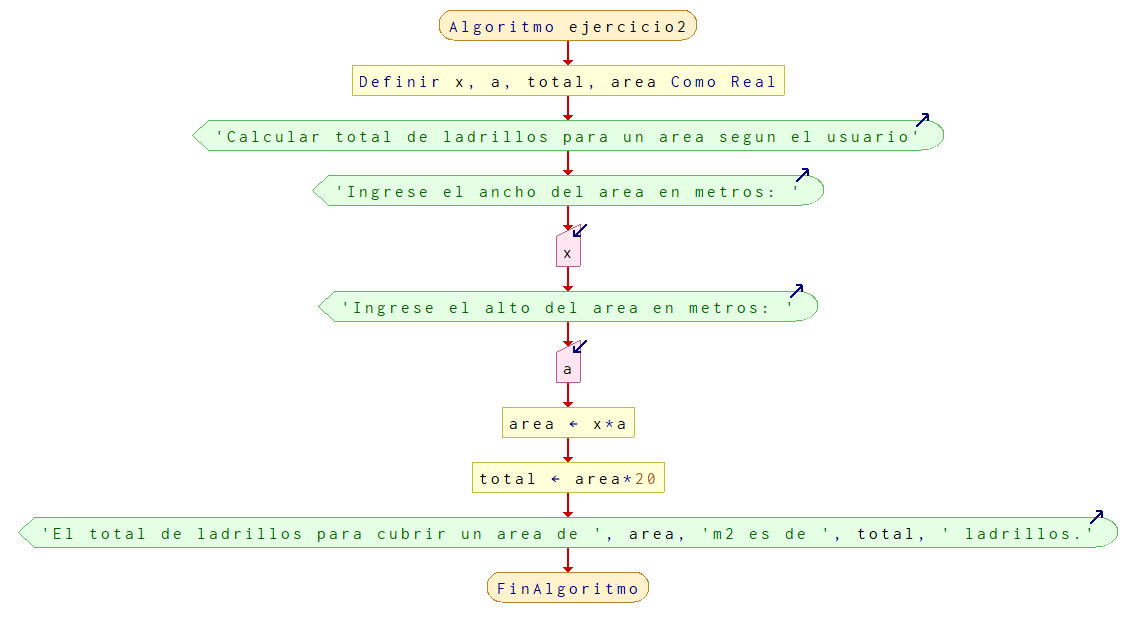 Algoritmo ejercicio2
Definir x, a, total, area Como Real
'Calcular total de ladrillos para un area segun el usuario'
'Ingrese el ancho del area en metros: '
x
'Ingrese el alto del area en metros: '
a
area ← x*a
total ← area*20
'El total de ladrillos para cubrir un area de ', area, 'm2 es de ', total, ' ladrillos.'
FinAlgoritmo